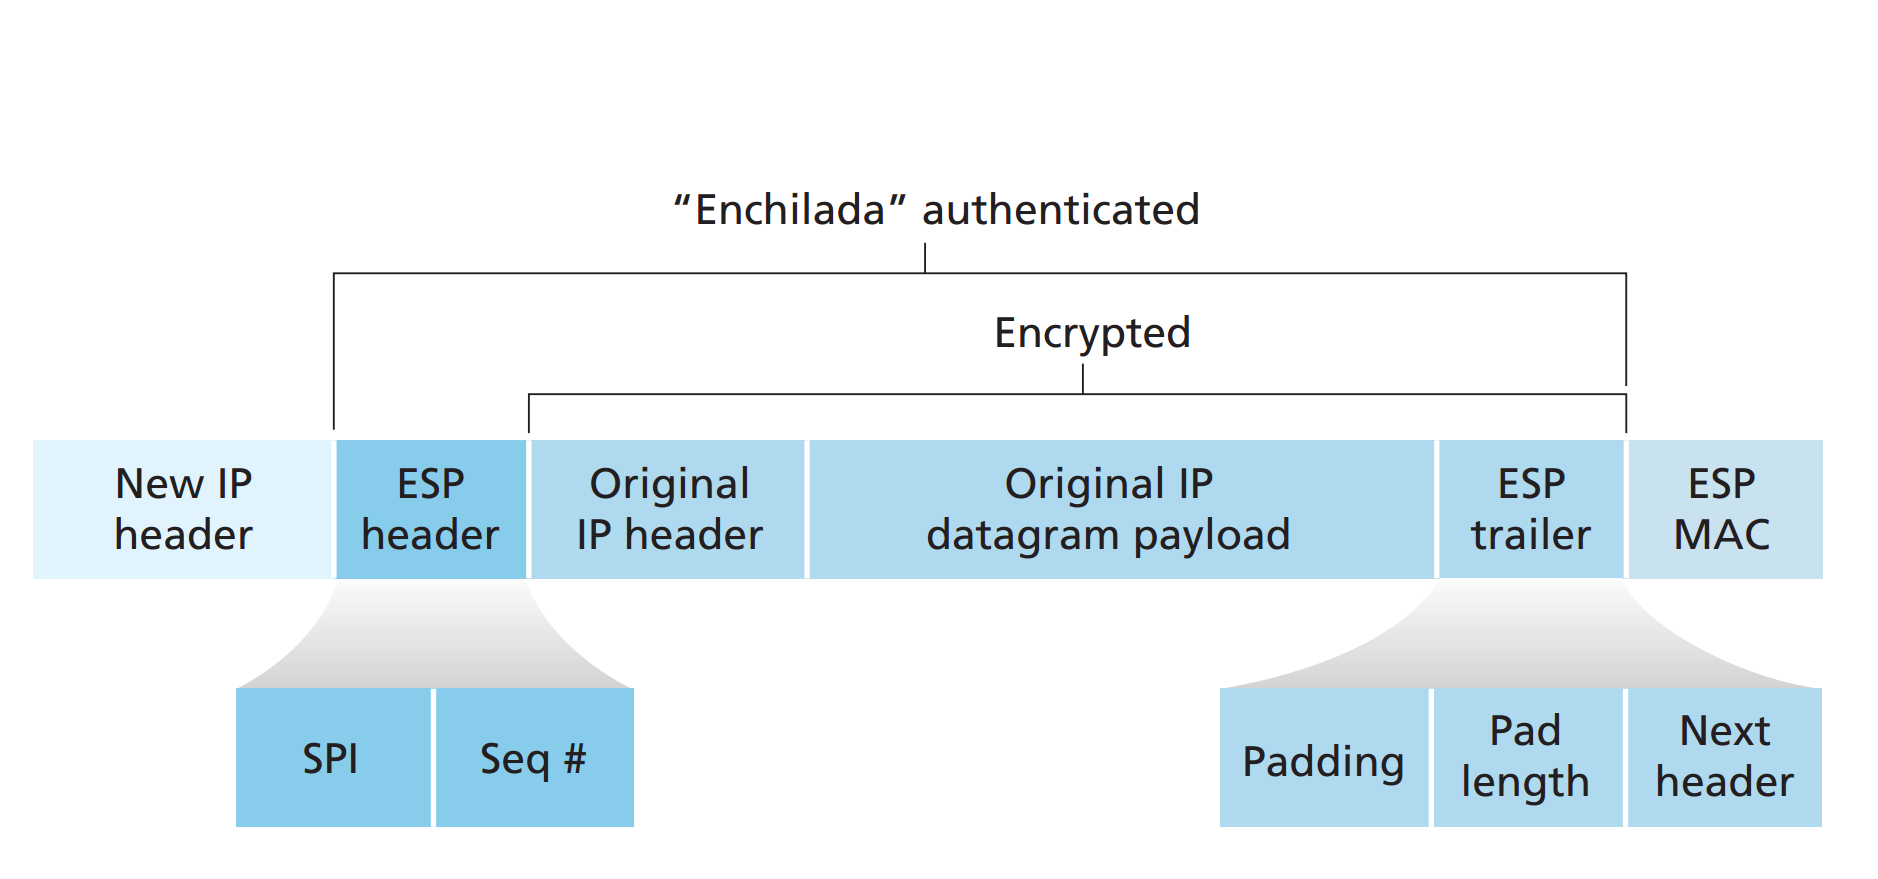 “Enchilada” authenticated
Encrypted
New IP
header
ESP
header
Original
IP header
Original IP
datagram payload
ESP
trailer
ESP
MAC
SPI
Seq #
Padding
Pad
length
Next
header